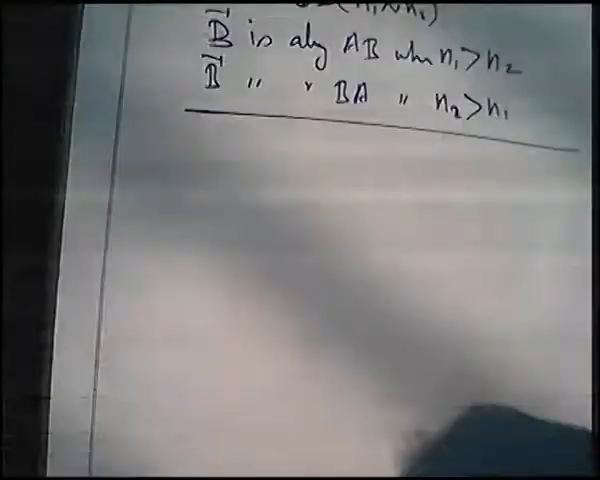 B⃗ is alg AB when n₁>n₂
B⃗ " " BA " n₂>n₁